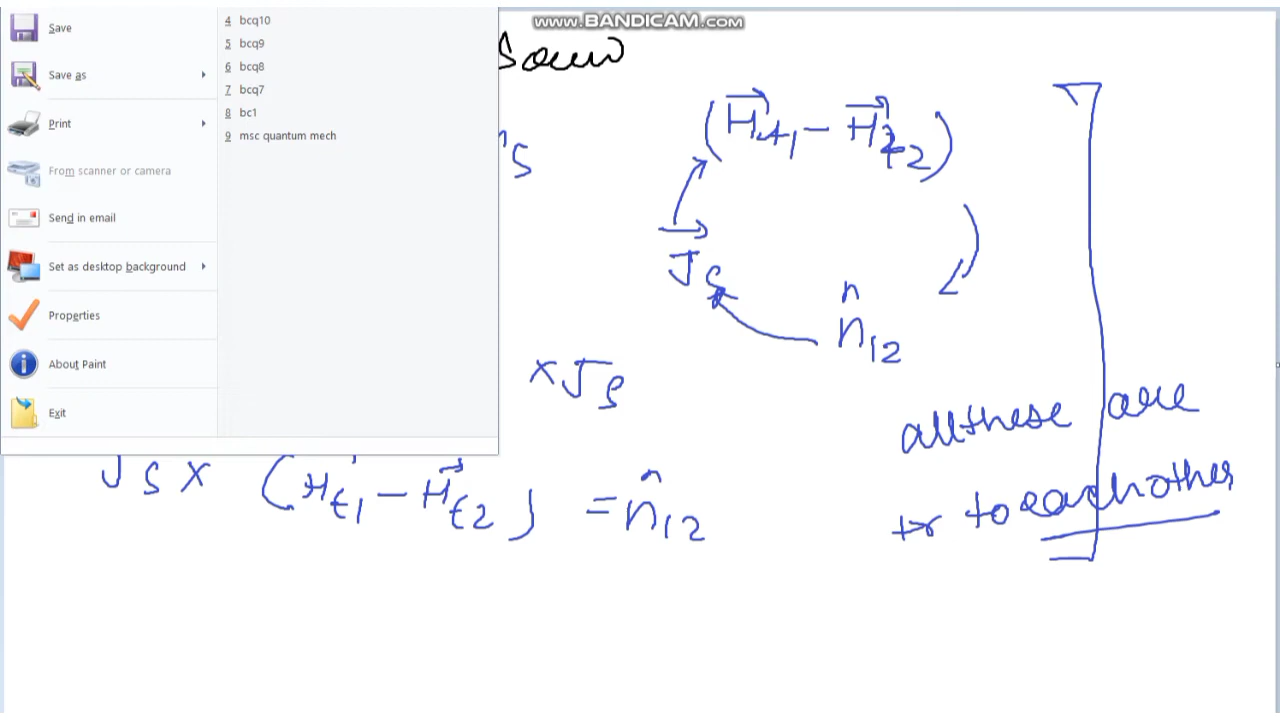 www.BANDICAM.com
Save
Save as
Print
From scanner or camera
Send in email
Set as desktop background
Properties
About Paint
Exit
4 bcq10
5 bcq9
6 bcq8
7 bcq7
8 bc1
9 msc quantum mech
(H⃗t1 − H⃗t2)
J⃗s
n̂12
×Js
all these are
to each other
Js × (Ht1 − H⃗t2) = n̂12